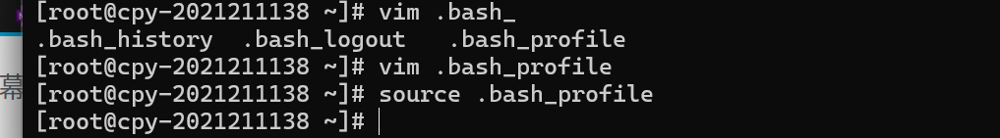 [root@cpy-2021211138 ~]# vim .bash_
.bash_history  .bash_logout   .bash_profile
[root@cpy-2021211138 ~]# vim .bash_profile
幕
[root@cpy-2021211138 ~]# source .bash_profile
[root@cpy-2021211138 ~]#